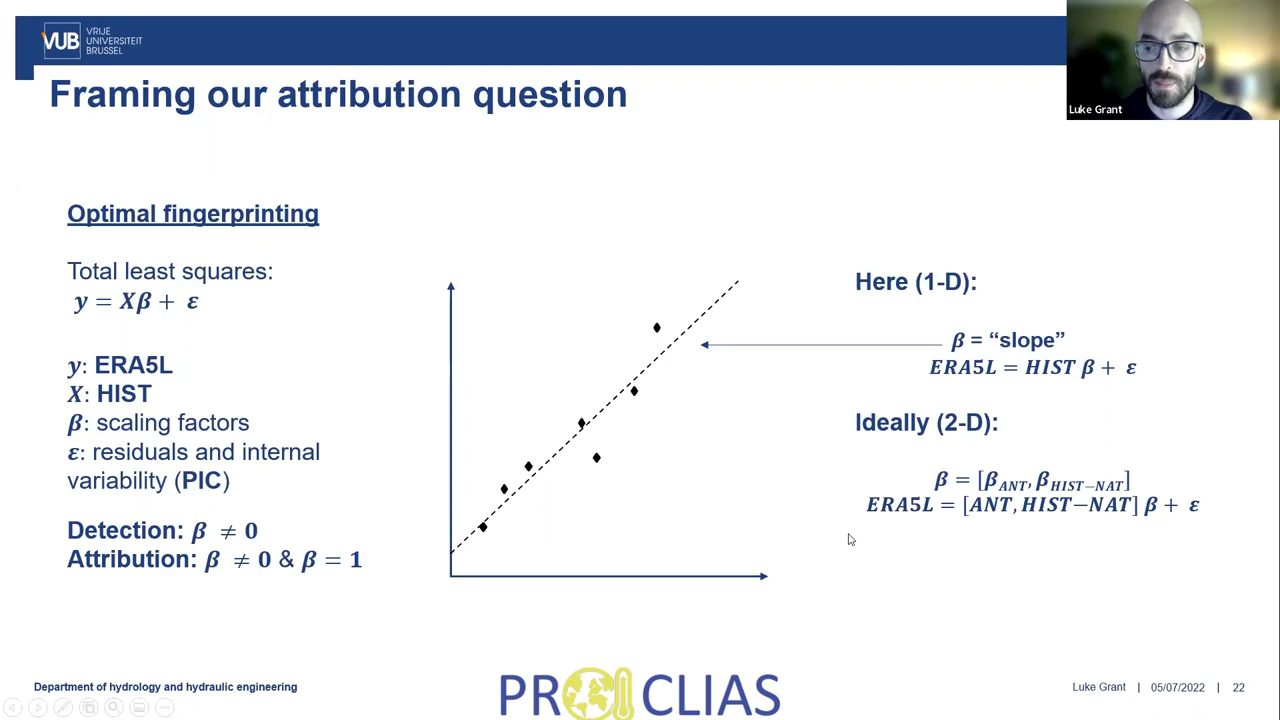 VUB
VRIJE
UNIVERSITEIT
BRUSSEL
Luke Grant
Framing our attribution question
Optimal fingerprinting
Total least squares:
y = Xβ + ε
y: ERA5L
X: HIST
β: scaling factors
ε: residuals and internal
variability (PIC)
Detection: β ≠ 0
Attribution: β ≠ 0 & β = 1
Here (1-D):
β = “slope”
ERA5L = HIST β + ε
Ideally (2-D):
β = [β_ANT, β_HIST−NAT]
ERA5L = [ANT, HIST−NAT] β + ε
Department of hydrology and hydraulic engineering
PROCLIAS
Luke Grant | 05/07/2022 | 22